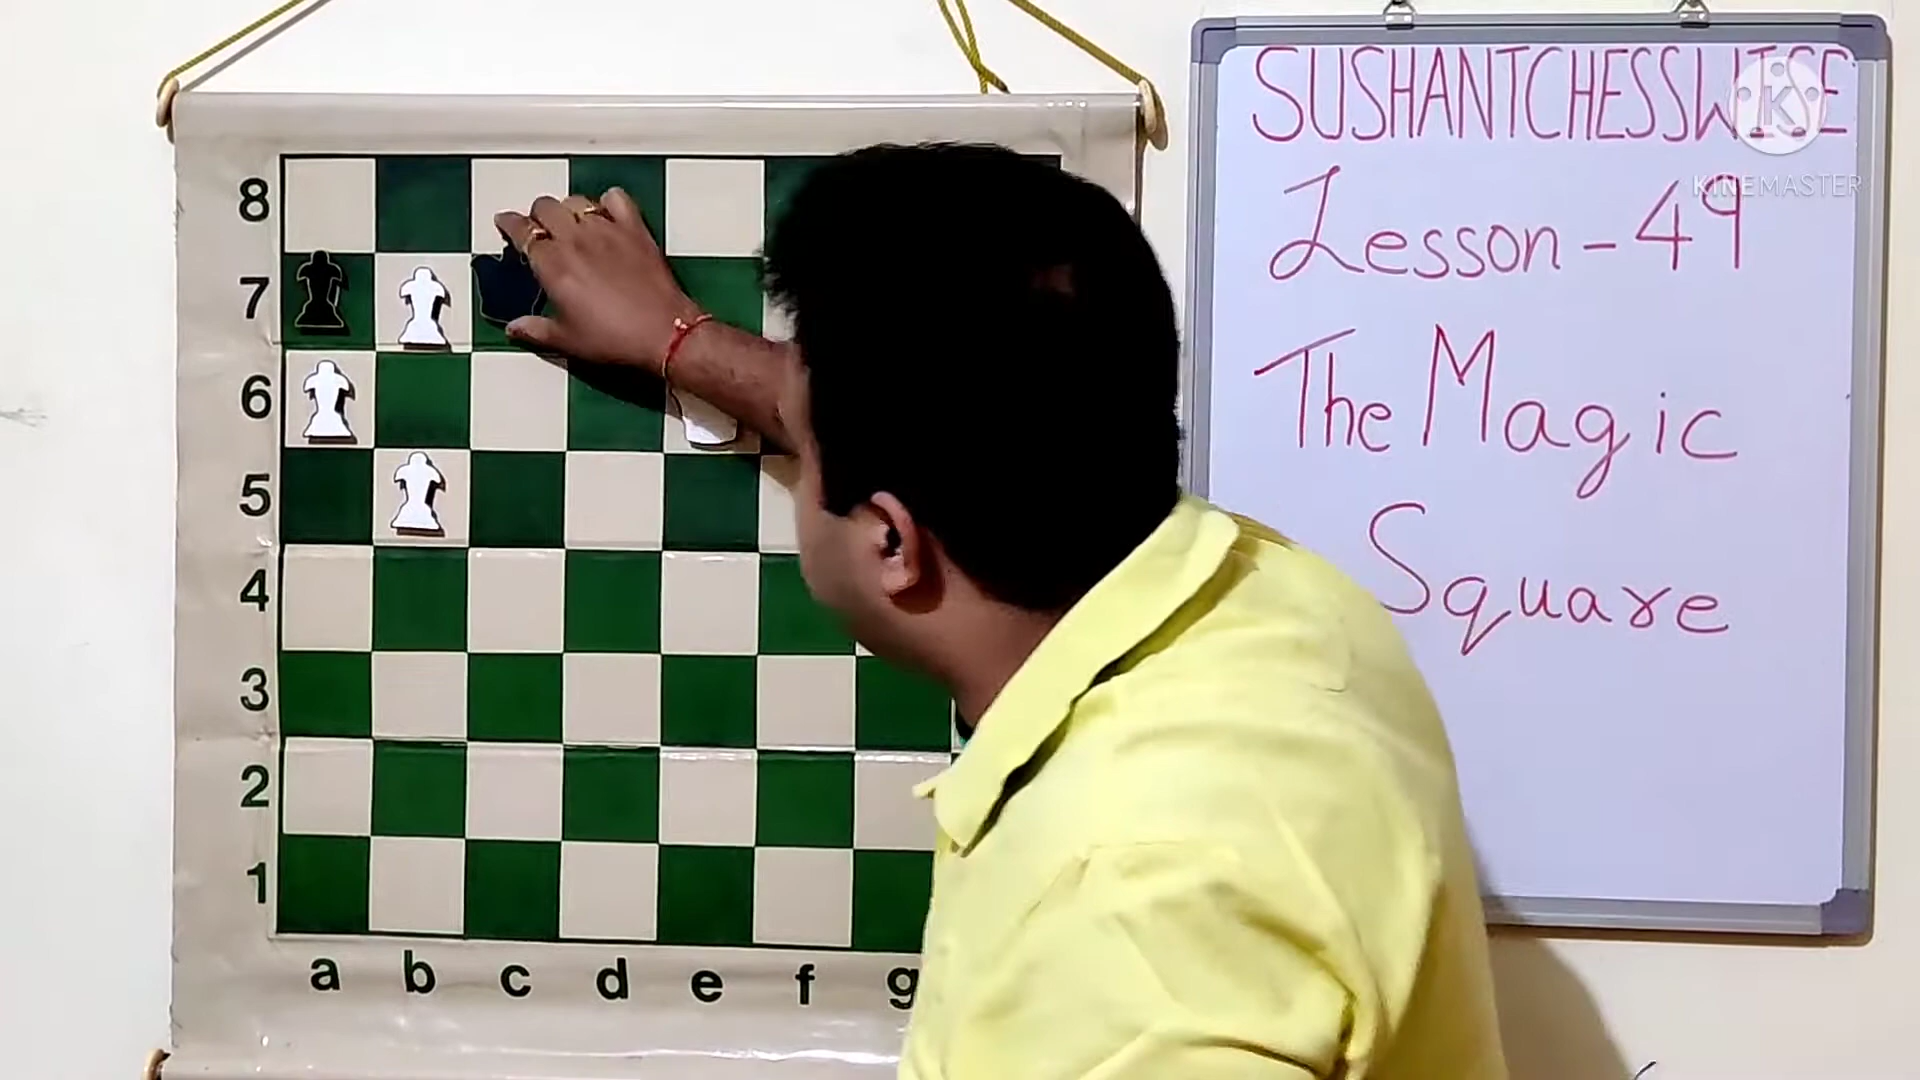 SUSHANTCHESSWISE
KINEMASTER
Lesson - 49
The Magic
Square
8
7
6
5
4
3
2
1
a b c d e f g